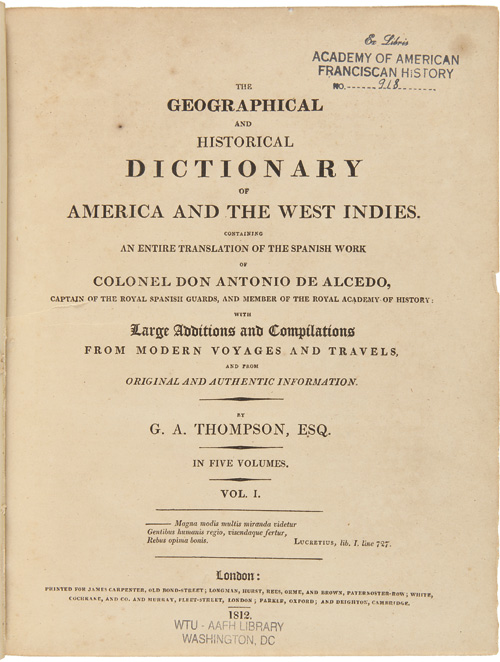 Ex Libris
ACADEMY OF AMERICAN
FRANCISCAN HISTORY
NO. 918
THE
GEOGRAPHICAL
AND
HISTORICAL
DICTIONARY
OF
AMERICA AND THE WEST INDIES.
CONTAINING
AN ENTIRE TRANSLATION OF THE SPANISH WORK
OF
COLONEL DON ANTONIO DE ALCEDO,
CAPTAIN OF THE ROYAL SPANISH GUARDS, AND MEMBER OF THE ROYAL ACADEMY OF HISTORY:
WITH
Large Additions and Compilations
FROM MODERN VOYAGES AND TRAVELS,
AND FROM
ORIGINAL AND AUTHENTIC INFORMATION.
BY
G. A. THOMPSON, ESQ.
IN FIVE VOLUMES.
VOL. I.
Magna modis multis miranda videtur
Gentibus humanis regio, visendaque fertur,
Rebus opima bonis. LUCRETIUS, lib. I. line 727.
London:
PRINTED FOR JAMES CARPENTER, OLD BOND-STREET; LONGMAN, HURST, REES, ORME, AND BROWN, PATERNOSTER-ROW; WHITE,
COCHRANE, AND CO. AND MURRAY, FLEET-STREET, LONDON; PARKER, OXFORD; AND DEIGHTON, CAMBRIDGE.
1812.
WTU - AAFH LIBRARY
WASHINGTON, DC